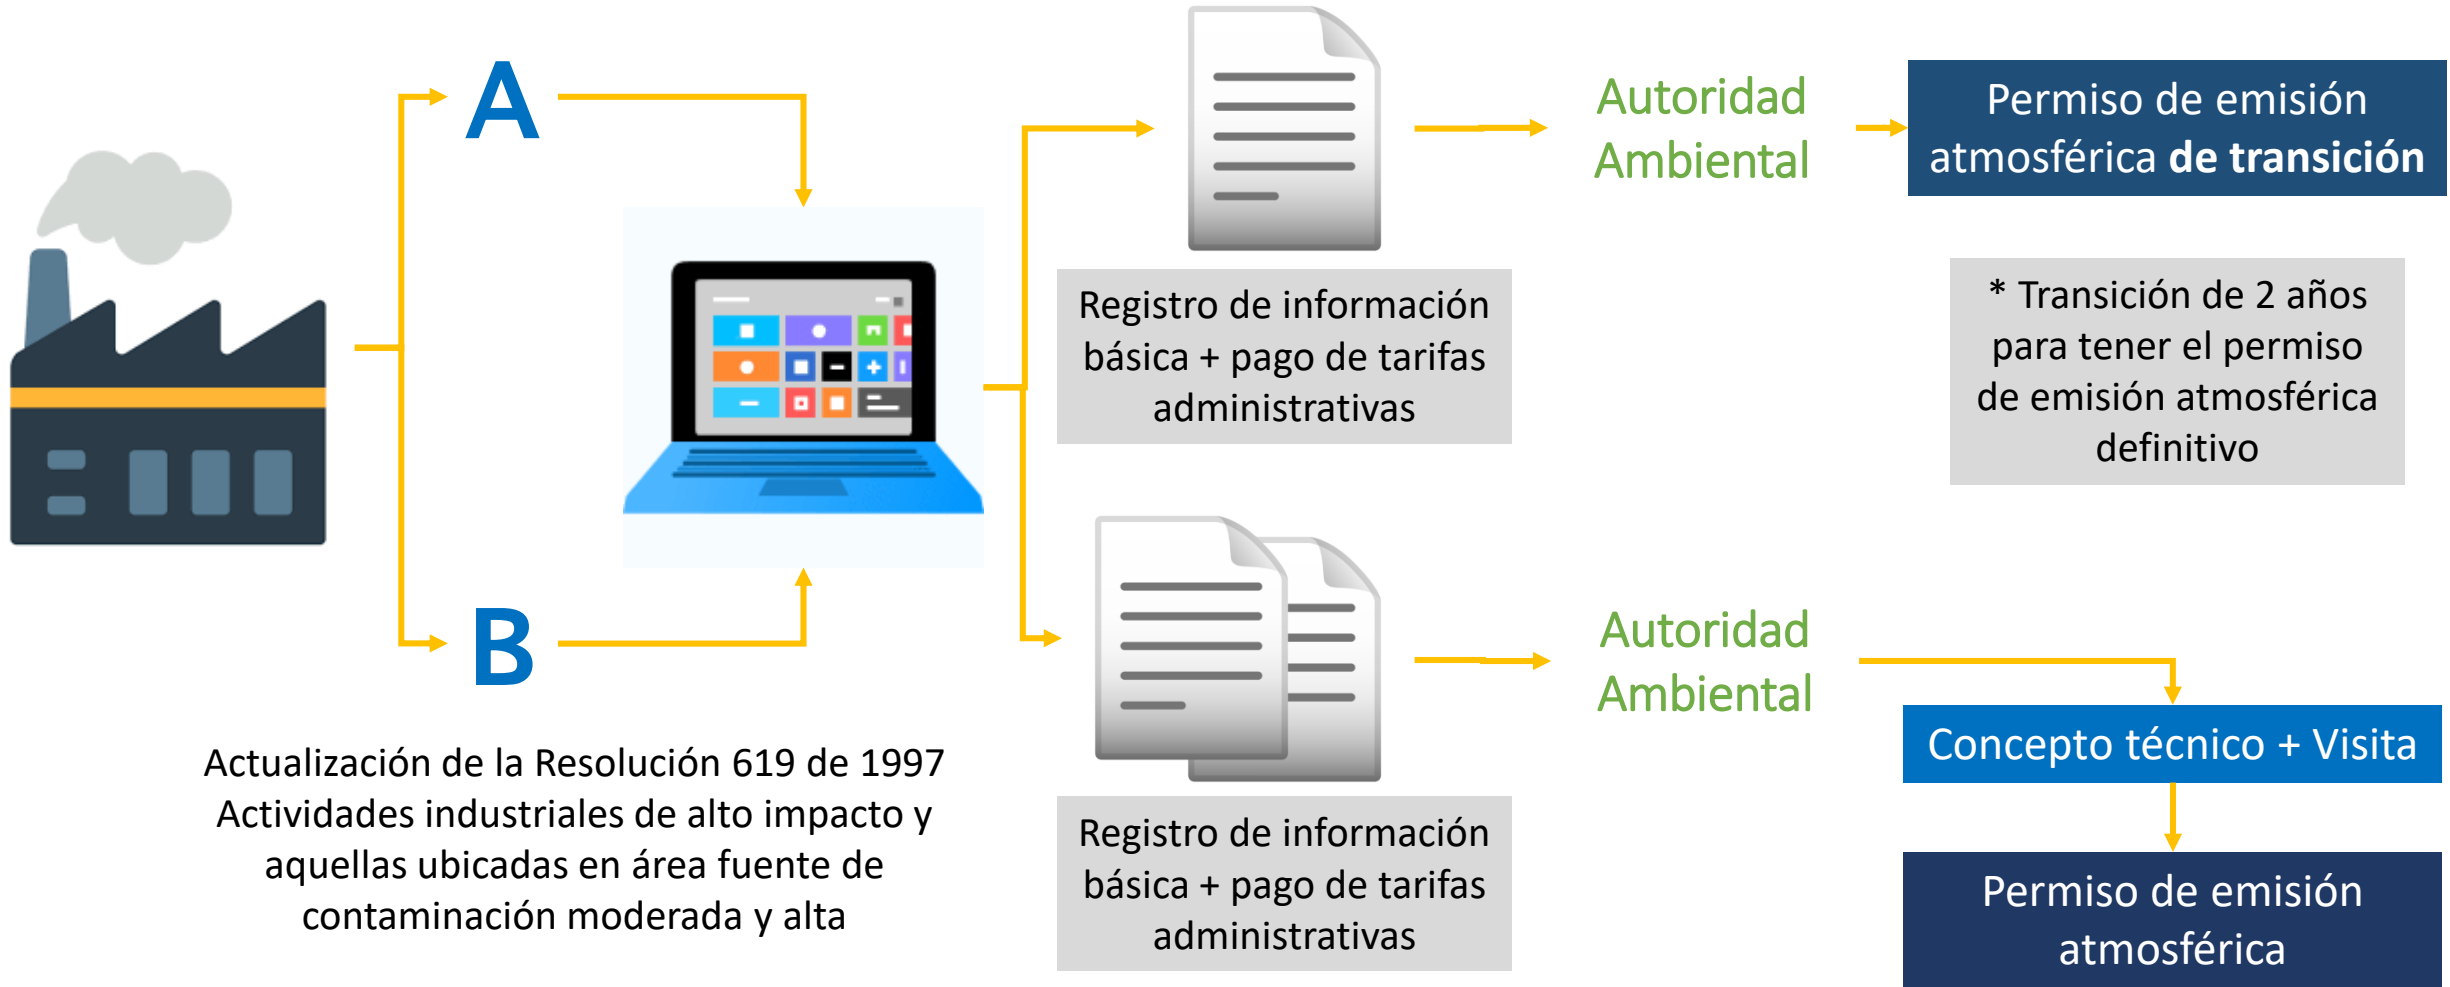 A
B
Actualización de la Resolución 619 de 1997
Actividades industriales de alto impacto y
aquellas ubicadas en área fuente de
contaminación moderada y alta
Registro de información
básica + pago de tarifas
administrativas
Autoridad
Ambiental
Permiso de emisión
atmosférica de transición
* Transición de 2 años
para tener el permiso
de emisión atmosférica
definitivo
Registro de información
básica + pago de tarifas
administrativas
Autoridad
Ambiental
Concepto técnico + Visita
Permiso de emisión
atmosférica